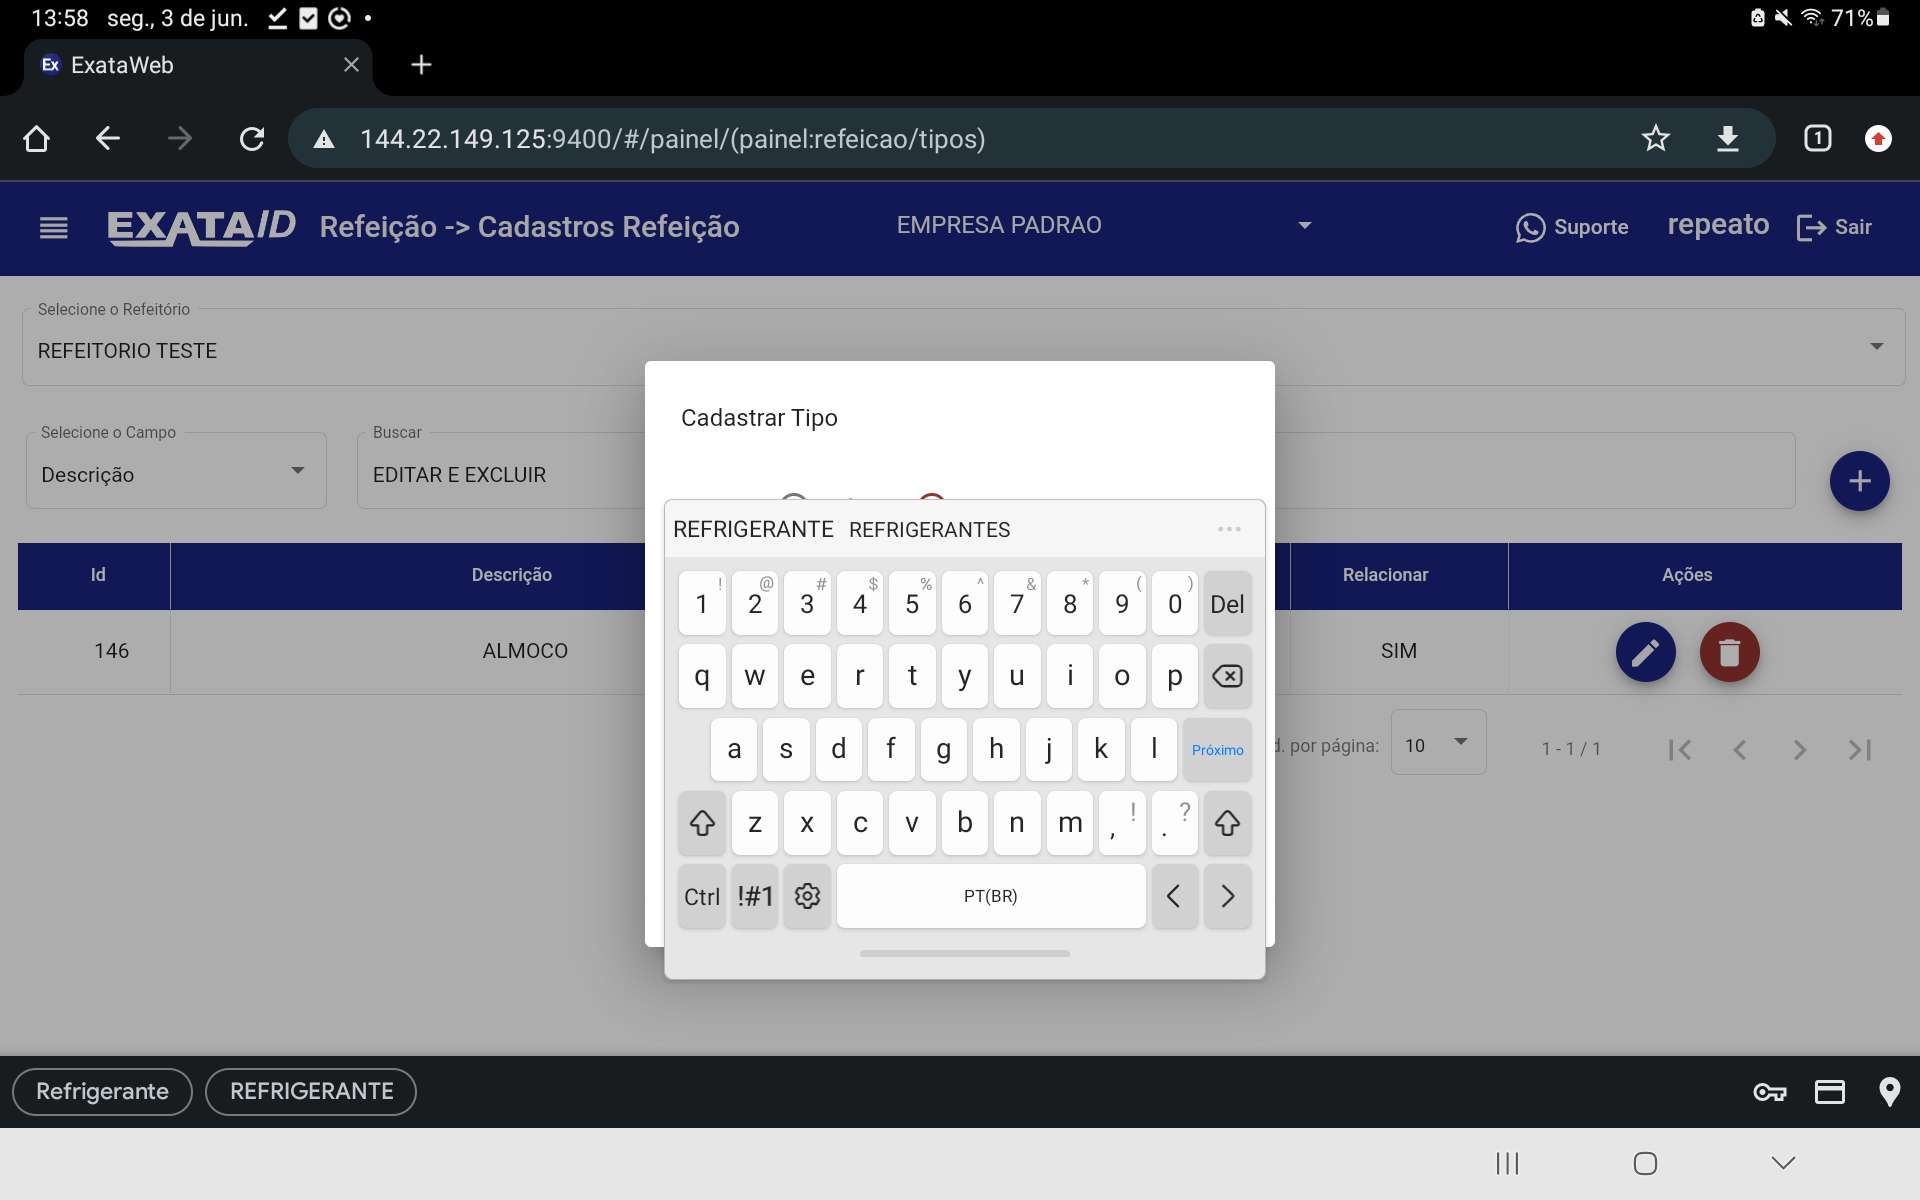 13:58 seg., 3 de jun. 71%
Ex ExataWeb
144.22.149.125:9400/#/painel/(painel:refeicao/tipos) 1
EXATAID Refeição -> Cadastros Refeição EMPRESA PADRAO Suporte repeato Sair
Selecione o Refeitório
REFEITORIO TESTE
Cadastrar Tipo
Selecione o Campo
Descrição
Buscar
EDITAR E EXCLUIR
REFRIGERANTE REFRIGERANTES
Id Descrição Relacionar Ações
146 ALMOCO SIM
! @ # $ % ^ & * ( )
1 2 3 4 5 6 7 8 9 0 Del
q w e r t y u i o p
a s d f g h j k l Próximo
d. por página: 10 1 - 1 / 1
z x c v b n m , ! . ?
Ctrl !#1 PT(BR)
Refrigerante REFRIGERANTE